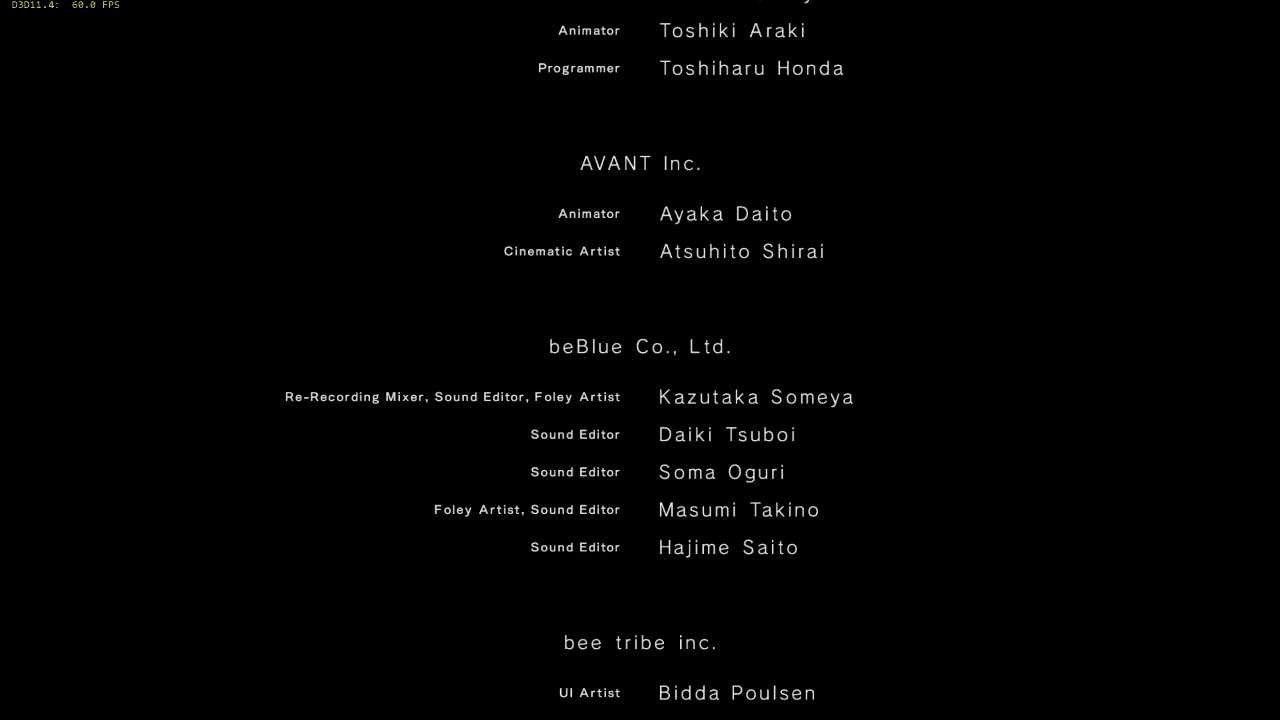 D3D11.4: 60.0 FPS
Animator Toshiki Araki
Programmer Toshiharu Honda
AVANT Inc.
Animator Ayaka Daito
Cinematic Artist Atsuhito Shirai
beBlue Co., Ltd.
Re-Recording Mixer, Sound Editor, Foley Artist Kazutaka Someya
Sound Editor Daiki Tsuboi
Sound Editor Soma Oguri
Foley Artist, Sound Editor Masumi Takino
Sound Editor Hajime Saito
bee tribe inc.
UI Artist Bidda Poulsen